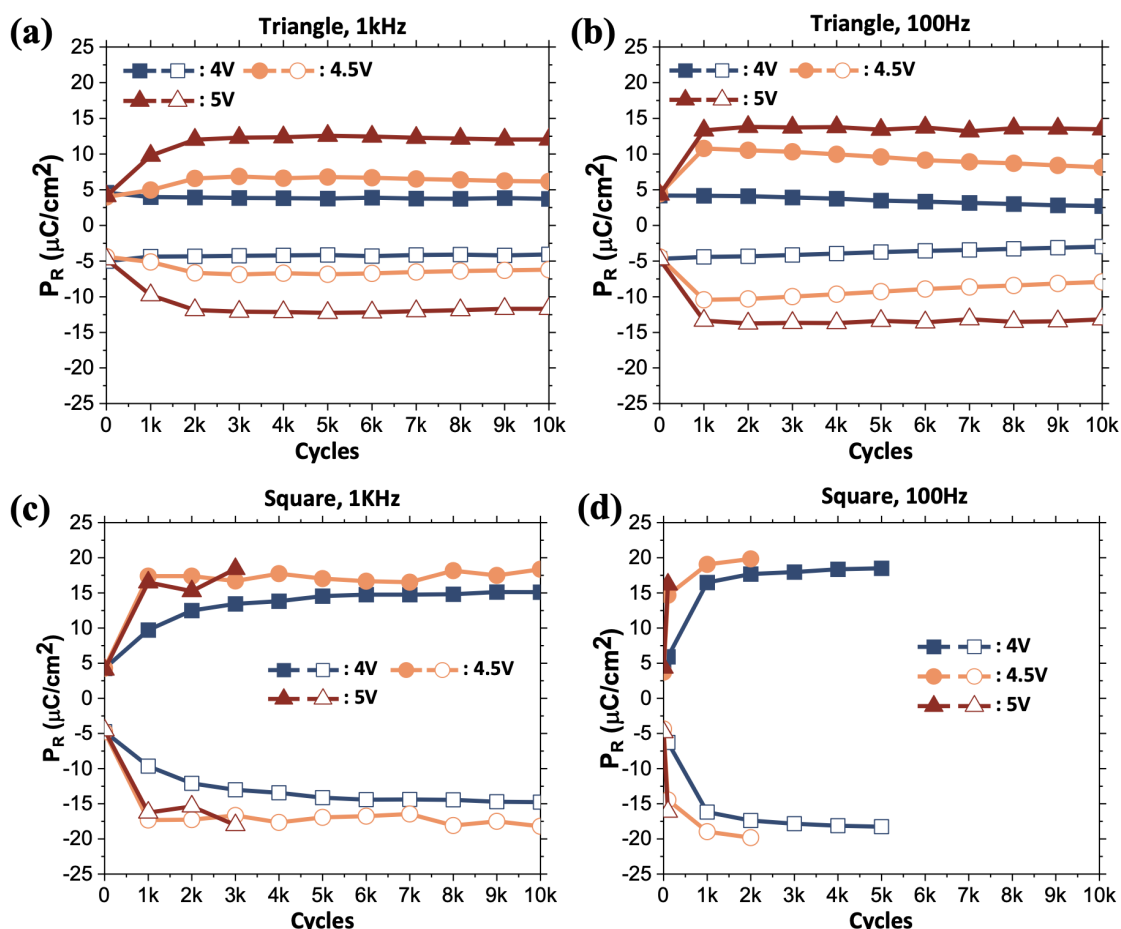 (a)
Triangle, 1kHz
25
20
15
10
5
0
-5
-10
-15
-20
-25
P_R (μC/cm²)
: 4V : 4.5V
: 5V
0 1k 2k 3k 4k 5k 6k 7k 8k 9k 10k
Cycles
(b)
Triangle, 100Hz
25
20
15
10
5
0
-5
-10
-15
-20
-25
P_R (μC/cm²)
: 4V : 4.5V
: 5V
0 1k 2k 3k 4k 5k 6k 7k 8k 9k 10k
Cycles
(c)
Square, 1KHz
25
20
15
10
5
0
-5
-10
-15
-20
-25
P_R (μC/cm²)
: 4V : 4.5V
: 5V
0 1k 2k 3k 4k 5k 6k 7k 8k 9k 10k
Cycles
(d)
Square, 100Hz
25
20
15
10
5
0
-5
-10
-15
-20
-25
P_R (μC/cm²)
: 4V
: 4.5V
: 5V
0 1k 2k 3k 4k 5k 6k 7k 8k 9k 10k
Cycles